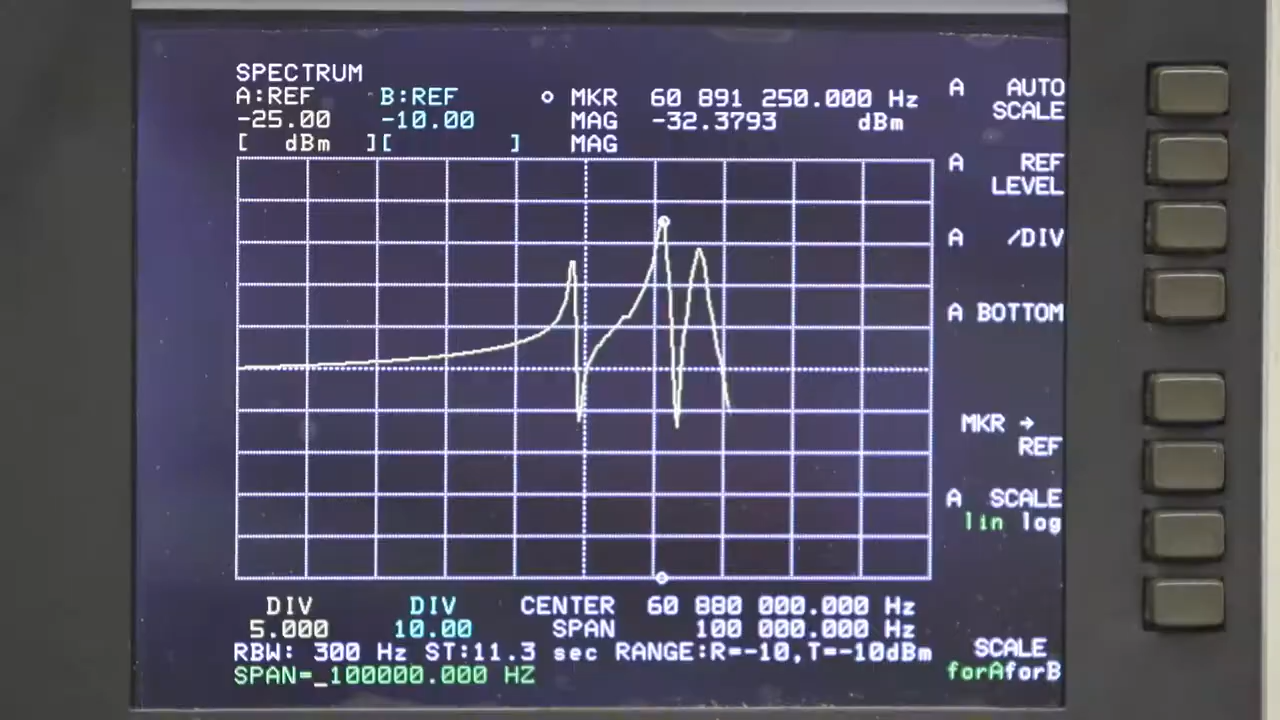 SPECTRUM
A:REF B:REF o MKR 60 891 250.000 Hz
-25.00 -10.00 MAG -32.3793 dBm
[ dBm ][ ] MAG
A AUTO
SCALE
A REF
LEVEL
A /DIV
A BOTTOM
MKR →
REF
A SCALE
lin log
SCALE
forAforB
DIV DIV CENTER 60 880 000.000 Hz
5.000 10.00 SPAN 100 000.000 Hz
RBW: 300 Hz ST:11.3 sec RANGE:R=-10,T=-10dBm
SPAN=_100000.000 HZ